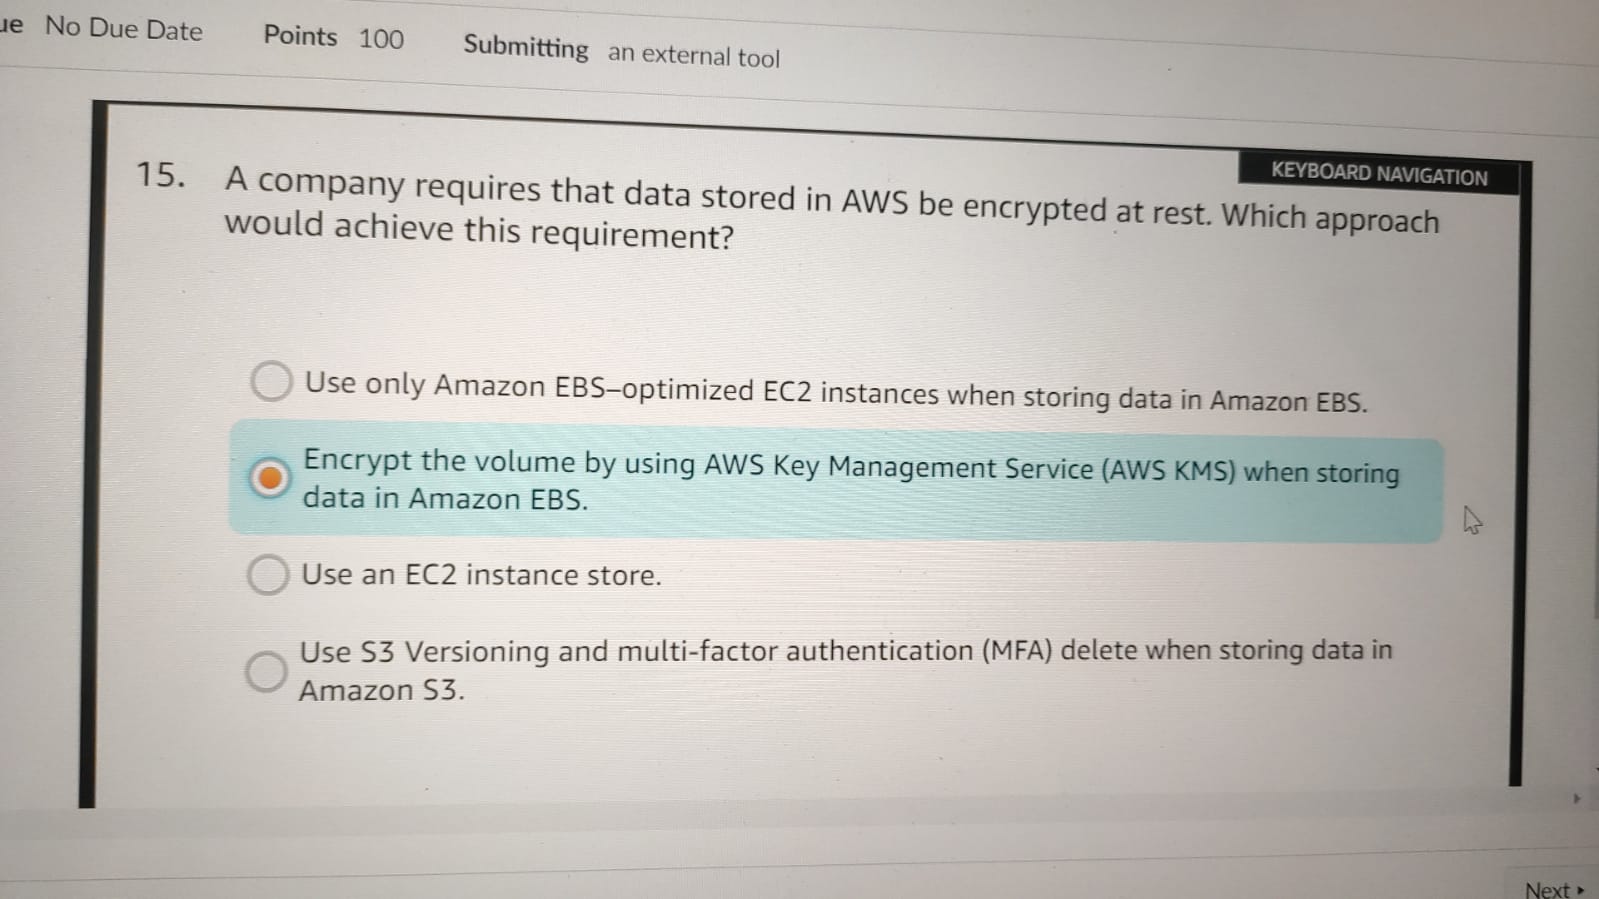 No Due Date Points 100 Submitting an external tool
KEYBOARD NAVIGATION
15. A company requires that data stored in AWS be encrypted at rest. Which approach
would achieve this requirement?
Use only Amazon EBS–optimized EC2 instances when storing data in Amazon EBS.
Encrypt the volume by using AWS Key Management Service (AWS KMS) when storing
data in Amazon EBS.
Use an EC2 instance store.
Use S3 Versioning and multi-factor authentication (MFA) delete when storing data in
Amazon S3.
Next